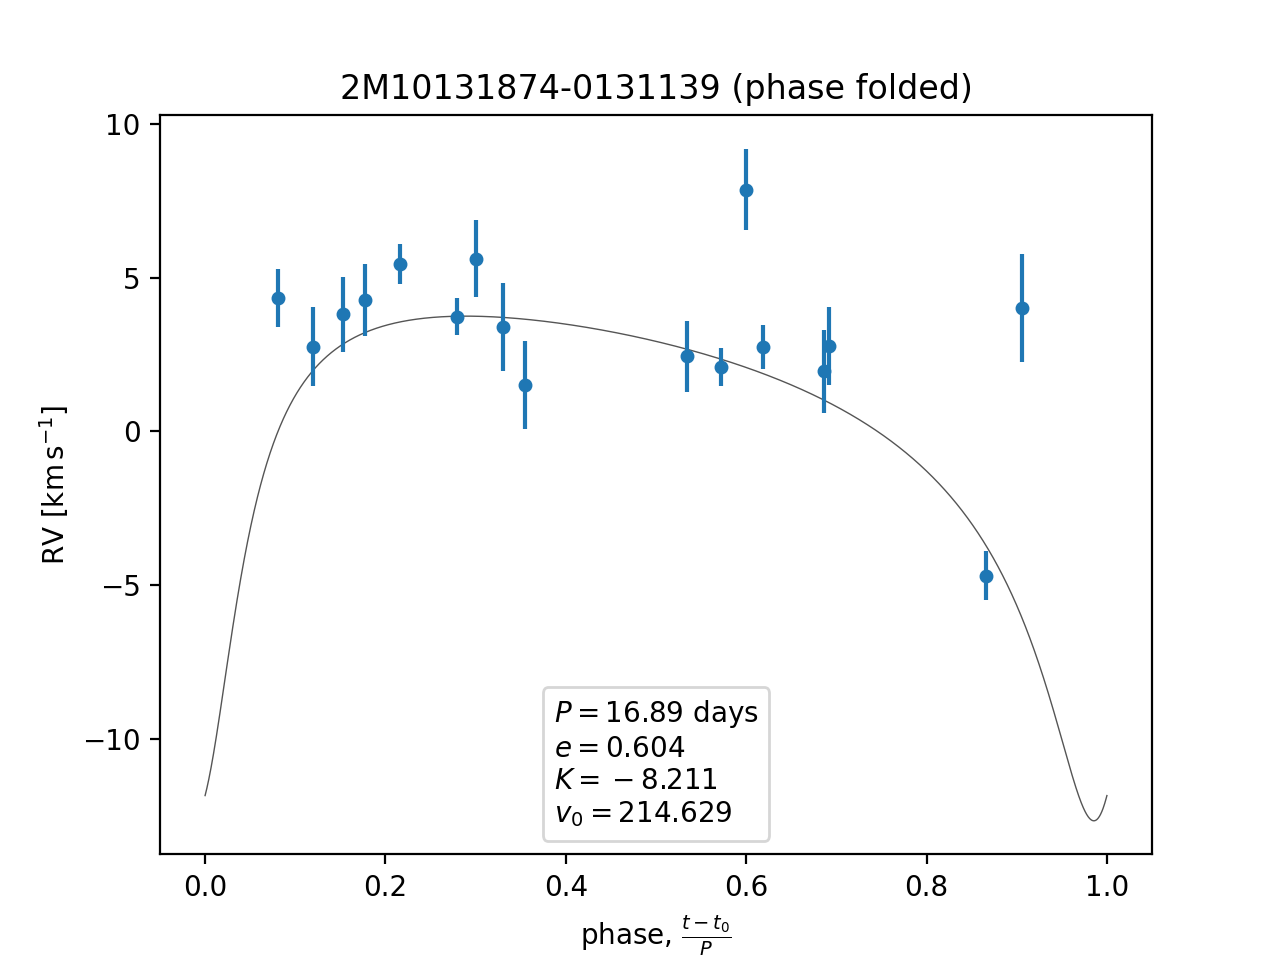 2M10131874-0131139 (phase folded)
10
5
0
−5
−10
RV [km s⁻¹]
P = 16.89 days
e = 0.604
K = − 8.211
v₀ = 214.629
0.0 0.2 0.4 0.6 0.8 1.0
phase, (t − t₀)/P